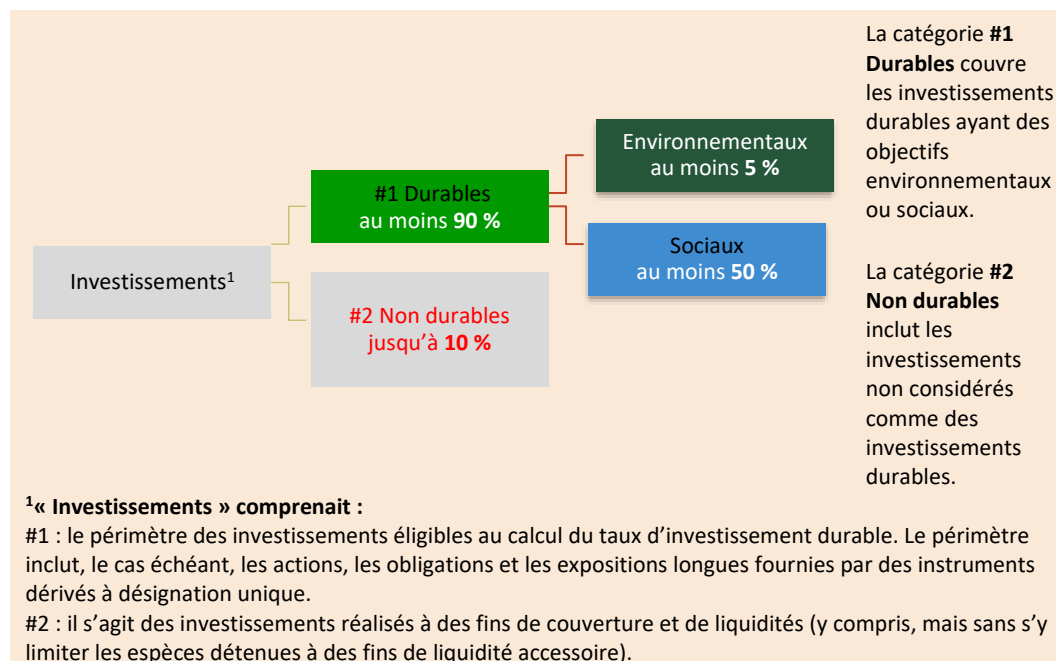 Investissements¹
#1 Durables
au moins 90 %
#2 Non durables
jusqu’à 10 %
Environnementaux
au moins 5 %
Sociaux
au moins 50 %
La catégorie #1
Durables couvre
les investissements
durables ayant des
objectifs
environnementaux
ou sociaux.
La catégorie #2
Non durables
inclut les
investissements
non considérés
comme des
investissements
durables.
¹« Investissements » comprenait :
#1 : le périmètre des investissements éligibles au calcul du taux d’investissement durable. Le périmètre
inclut, le cas échéant, les actions, les obligations et les expositions longues fournies par des instruments
dérivés à désignation unique.
#2 : il s’agit des investissements réalisés à des fins de couverture et de liquidités (y compris, mais sans s’y
limiter les espèces détenues à des fins de liquidité accessoire).